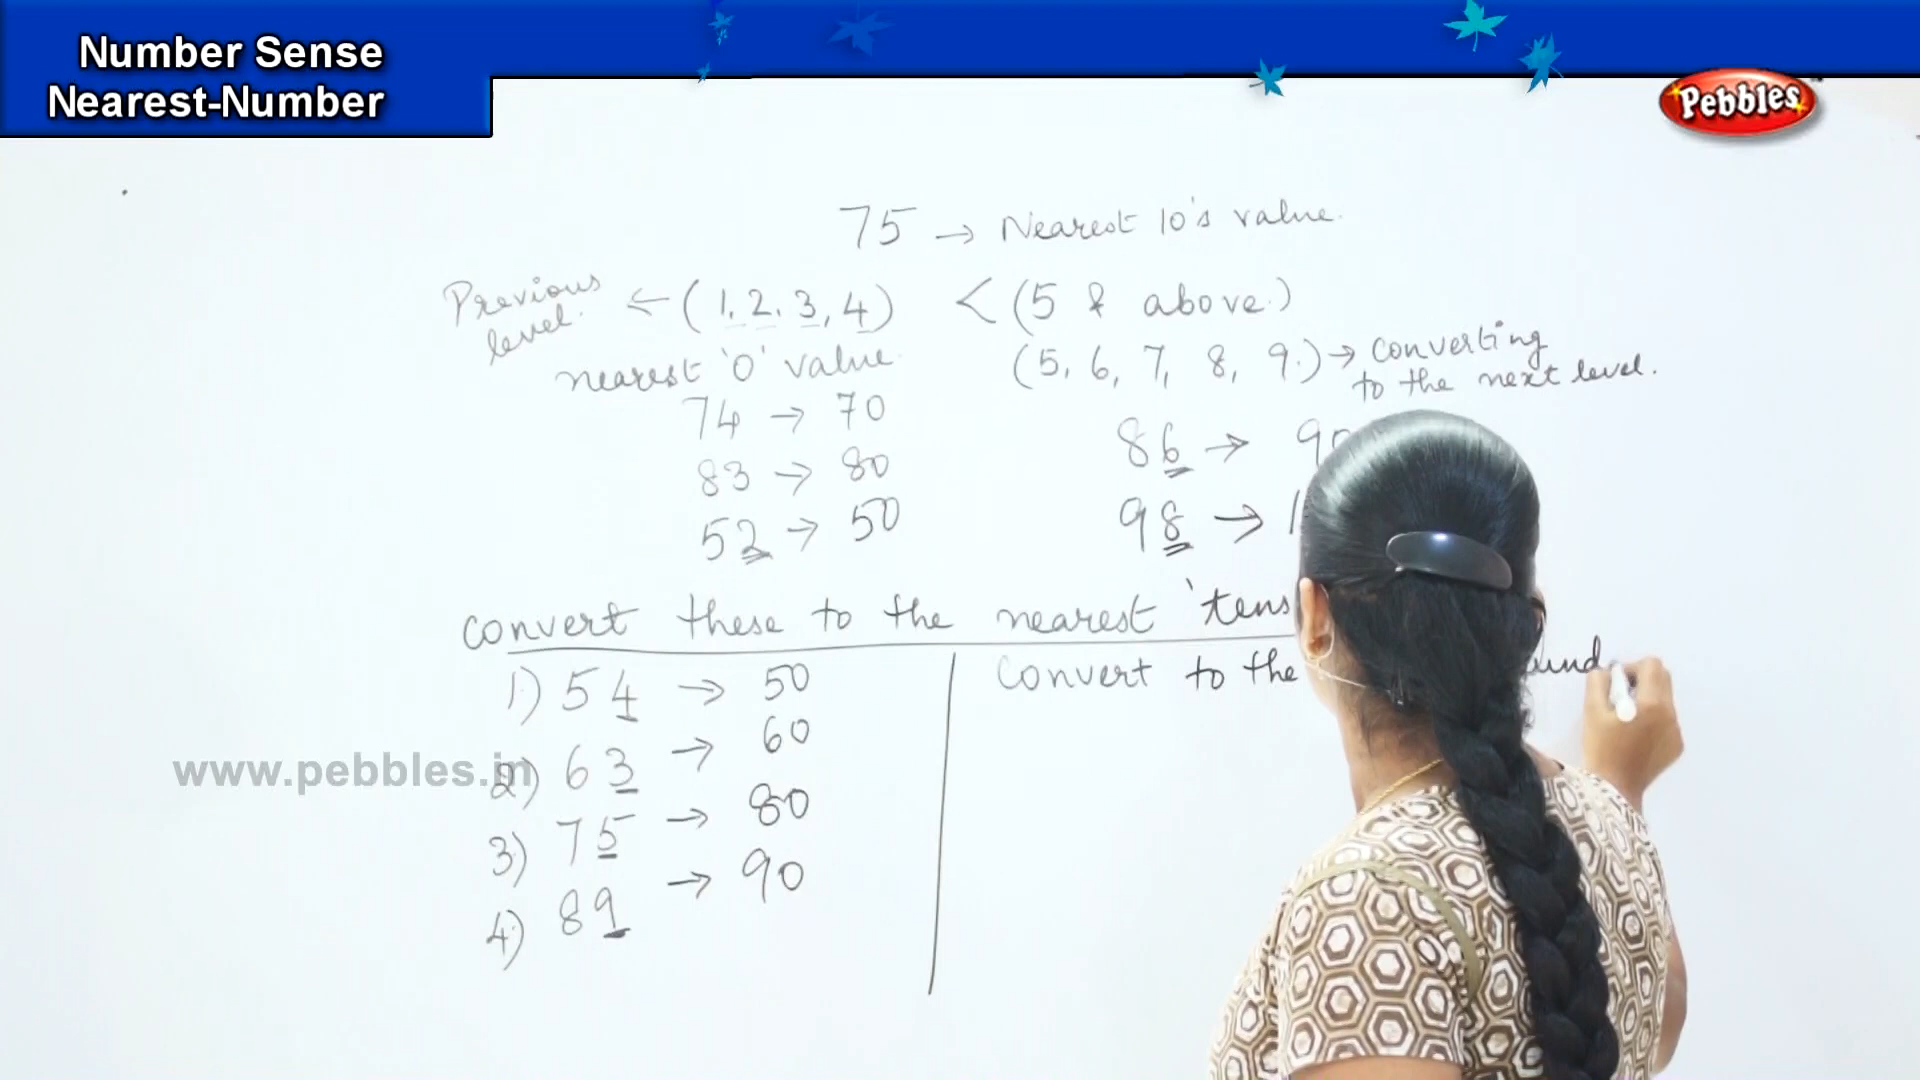 Number Sense
Nearest-Number
Pebbles
75 → Nearest 10's value.
Previous level. ← (1, 2, 3, 4) < (5 & above.)
nearest '0' value.
(5, 6, 7, 8, 9.) → converting to the next level.
74 → 70
86 → 90
83 → 80
98 → 1
52 → 50
convert these to the nearest 'tens
1) 54 → 50
2) 63 → 60
3) 75 → 80
4) 89 → 90
Convert to the
www.pebbles.in